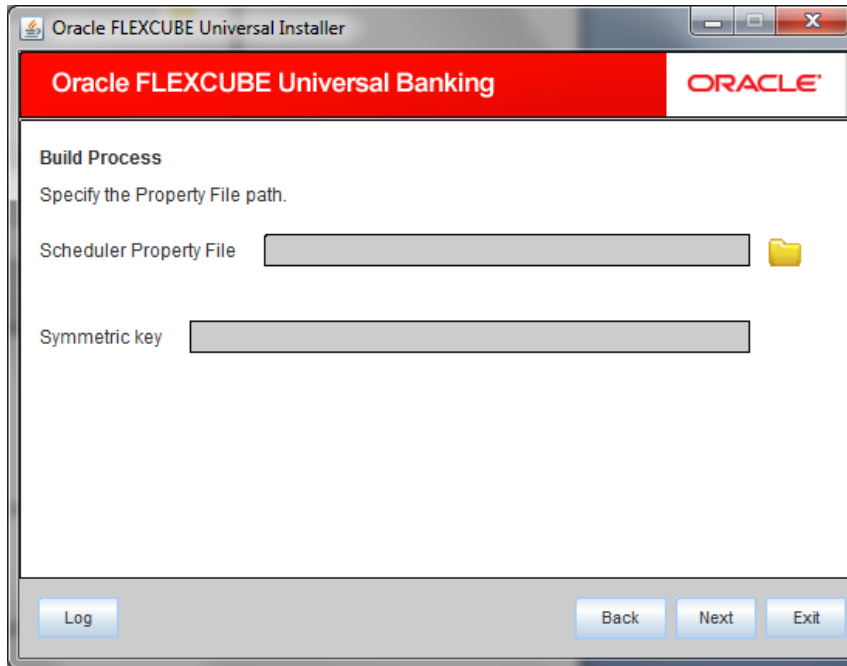 Oracle FLEXCUBE Universal Installer
Oracle FLEXCUBE Universal Banking
ORACLE
Build Process
Specify the Property File path.
Scheduler Property File
Symmetric key
Log Back Next Exit